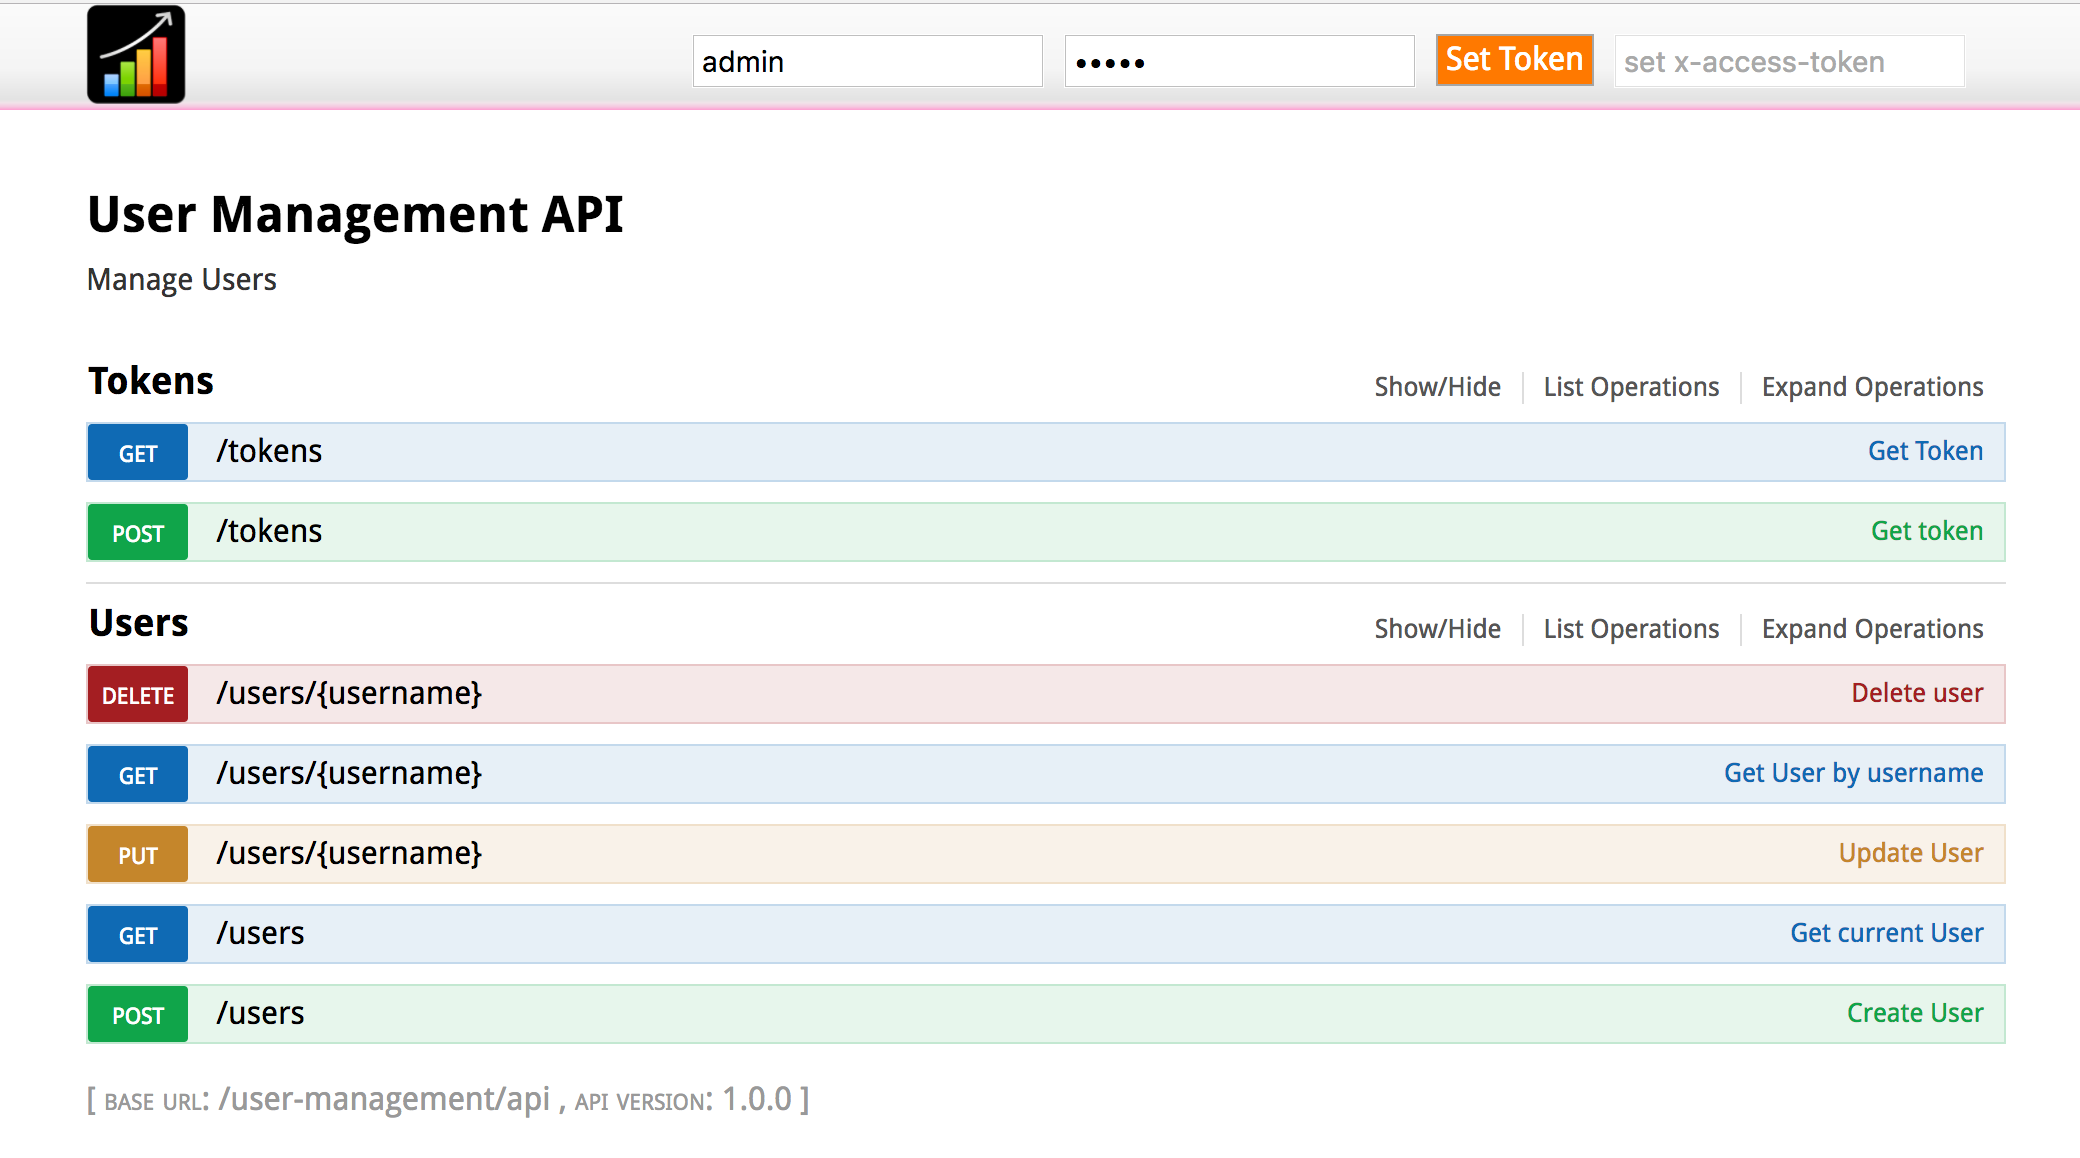 admin ••••• Set Token set x-access-token
User Management API
Manage Users
Tokens Show/Hide List Operations Expand Operations
GET /tokens Get Token
POST /tokens Get token
Users Show/Hide List Operations Expand Operations
DELETE /users/{username} Delete user
GET /users/{username} Get User by username
PUT /users/{username} Update User
GET /users Get current User
POST /users Create User
[ BASE URL: /user-management/api , API VERSION: 1.0.0 ]